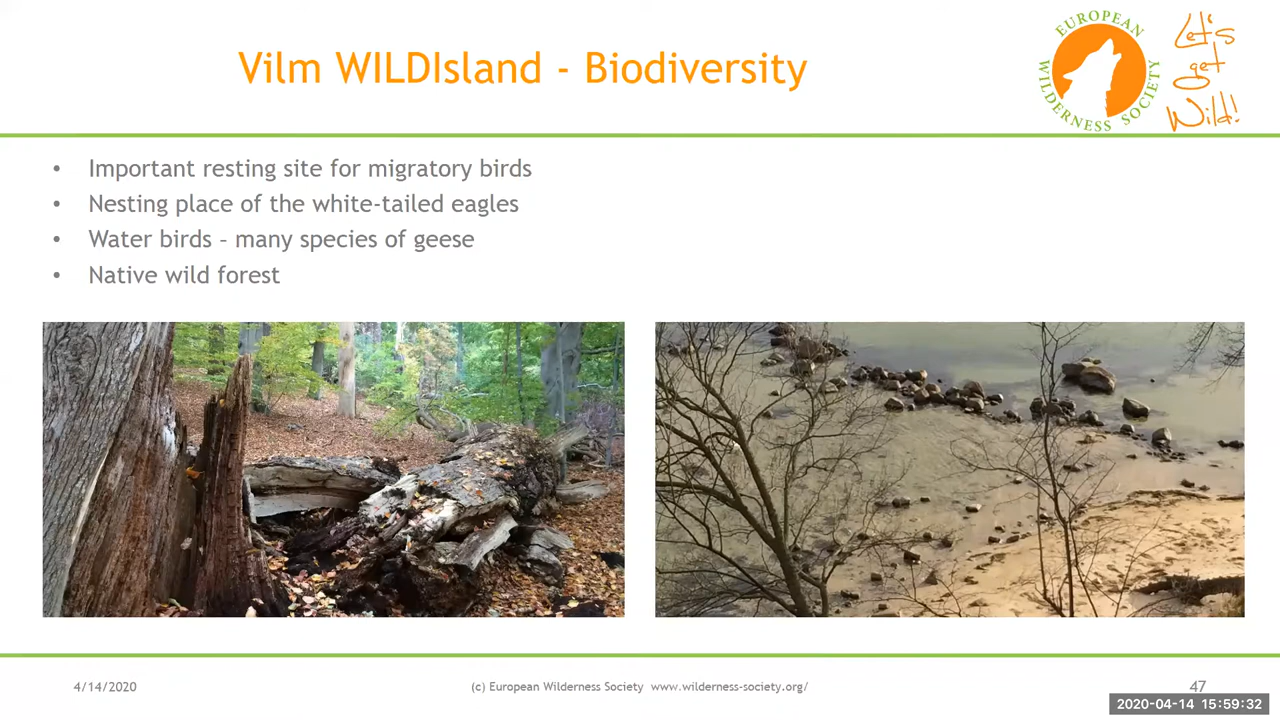 Vilm WILDIsland - Biodiversity
EUROPEAN
WILDERNESS SOCIETY
Let's
get
Wild!
• Important resting site for migratory birds
• Nesting place of the white-tailed eagles
• Water birds – many species of geese
• Native wild forest
4/14/2020
(c) European Wilderness Society www.wilderness-society.org/
47
2020-04-14 15:59:32